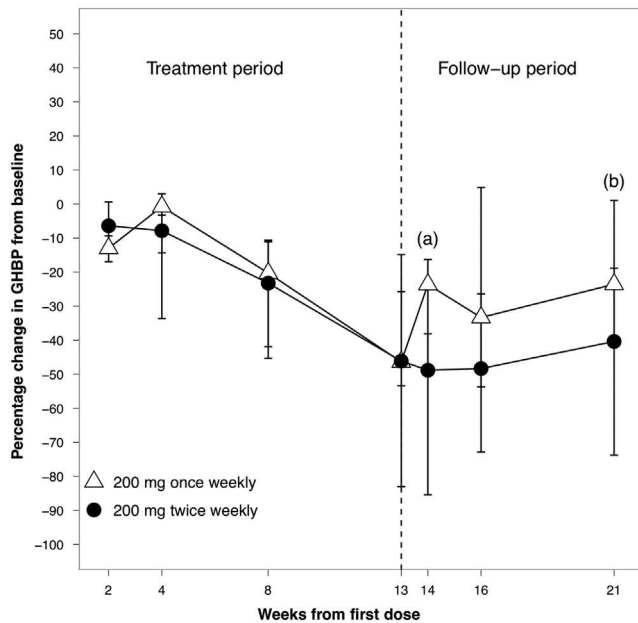 Treatment period
Follow−up period
(a)
(b)
Percentage change in GHBP from baseline
50
40
30
20
10
0
−10
−20
−30
−40
−50
−60
−70
−80
−90
−100
200 mg once weekly
200 mg twice weekly
2 4 8 13 14 16 21
Weeks from first dose